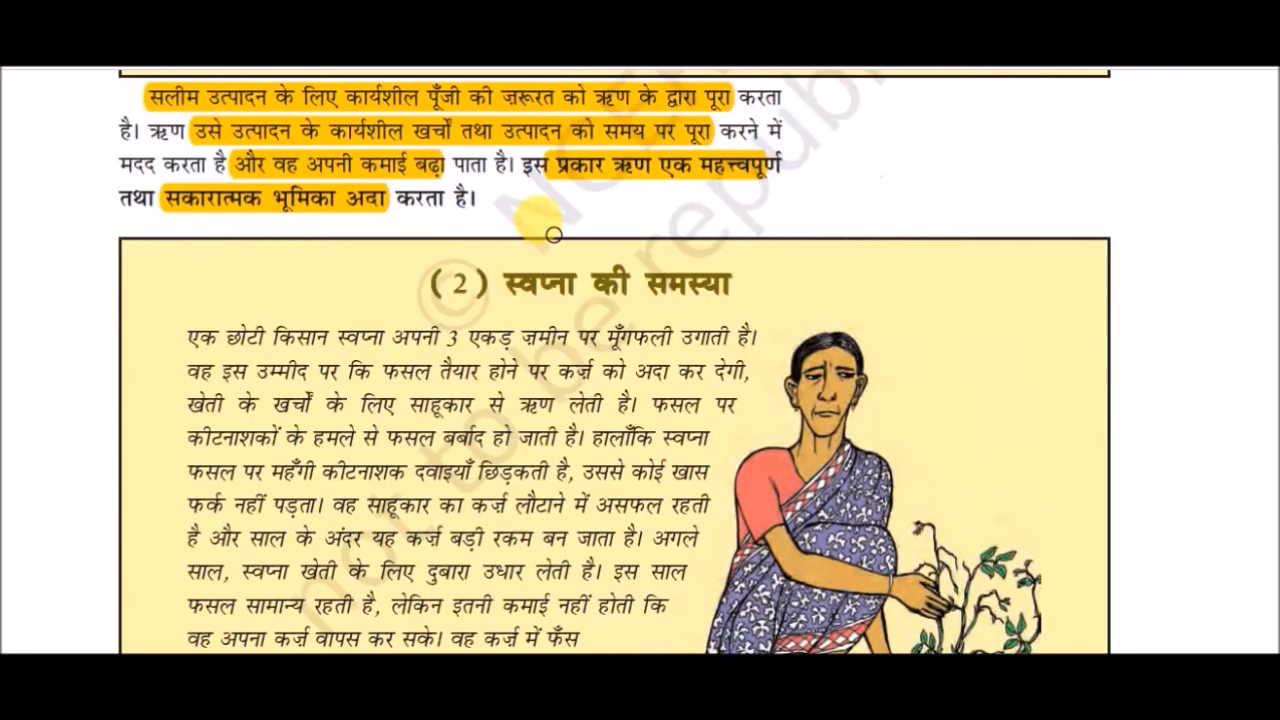 सलीम उत्पादन के लिए कार्यशील पूँजी की ज़रूरत को ऋण के द्वारा पूरा करता
है। ऋण उसे उत्पादन के कार्यशील खर्चों तथा उत्पादन को समय पर पूरा करने में
मदद करता है और वह अपनी कमाई बढ़ा पाता है। इस प्रकार ऋण एक महत्त्वपूर्ण
तथा सकारात्मक भूमिका अदा करता है।
(2) स्वप्ना की समस्या
एक छोटी किसान स्वप्ना अपनी 3 एकड़ ज़मीन पर मूँगफली उगाती है।
वह इस उम्मीद पर कि फसल तैयार होने पर कर्ज़ को अदा कर देगी,
खेती के खर्चों के लिए साहूकार से ऋण लेती है। फसल पर
कीटनाशकों के हमले से फसल बर्बाद हो जाती है। हालाँकि स्वप्ना
फसल पर महँगी कीटनाशक दवाइयाँ छिड़कती है, उससे कोई खास
फर्क नहीं पड़ता। वह साहूकार का कर्ज़ लौटाने में असफल रहती
है और साल के अंदर यह कर्ज़ बड़ी रकम बन जाता है। अगले
साल, स्वप्ना खेती के लिए दुबारा उधार लेती है। इस साल
फसल सामान्य रहती है, लेकिन इतनी कमाई नहीं होती कि
वह अपना कर्ज़ वापस कर सके। वह कर्ज़ में फँस
© NCERT
not to be republi